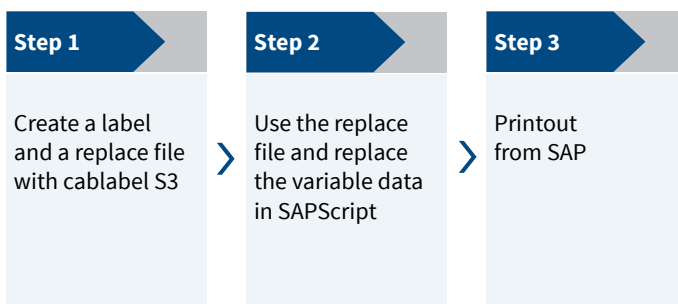 Step 1
Create a label
and a replace file
with cablabel S3
Step 2
Use the replace
file and replace
the variable data
in SAPScript
Step 3
Printout
from SAP